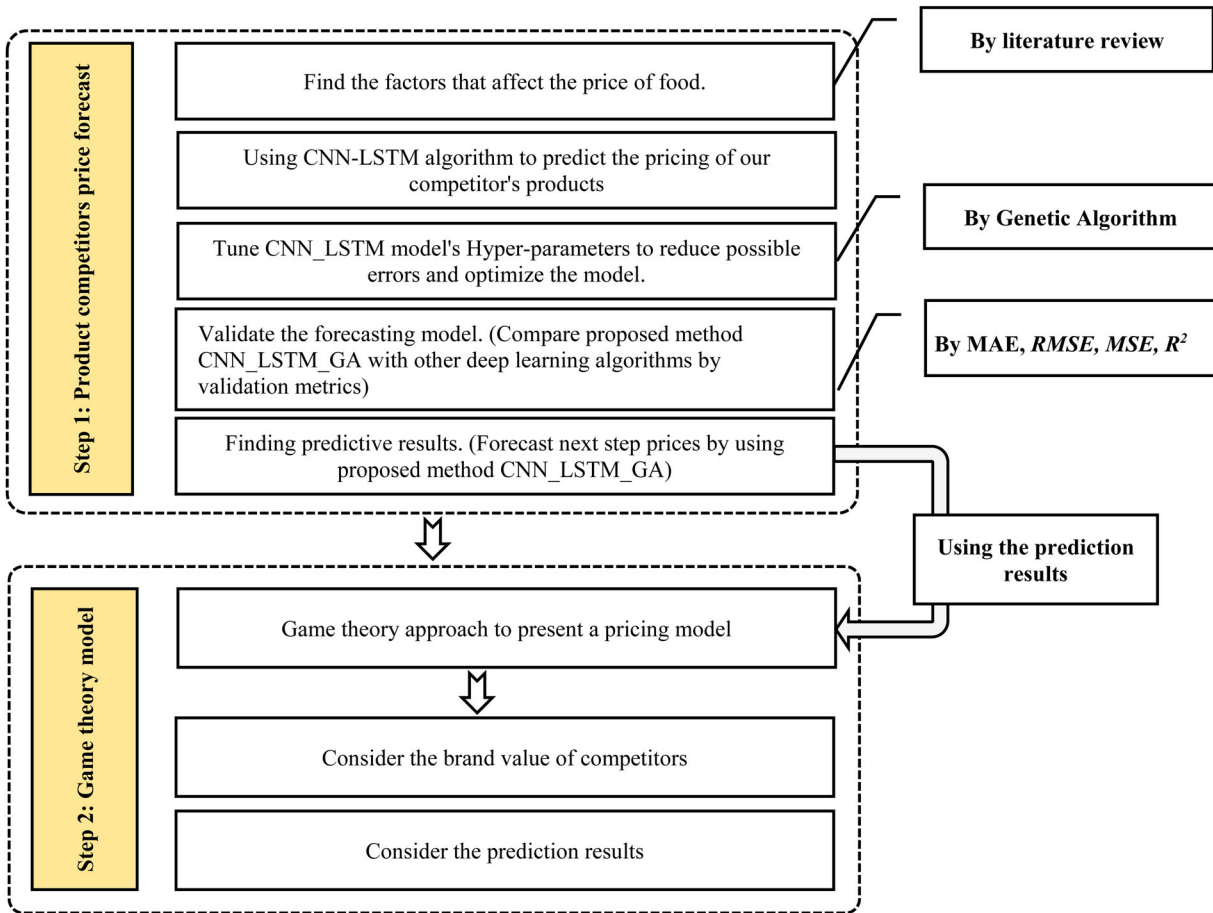 Step 1: Product competitors price forecast
Find the factors that affect the price of food.
By literature review
Using CNN-LSTM algorithm to predict the pricing of our
competitor's products
Tune CNN_LSTM model's Hyper-parameters to reduce possible
errors and optimize the model.
By Genetic Algorithm
Validate the forecasting model. (Compare proposed method
CNN_LSTM_GA with other deep learning algorithms by
validation metrics)
By MAE, RMSE, MSE, R²
Finding predictive results. (Forecast next step prices by using
proposed method CNN_LSTM_GA)
Using the prediction
results
Step 2: Game theory model
Game theory approach to present a pricing model
Consider the brand value of competitors
Consider the prediction results